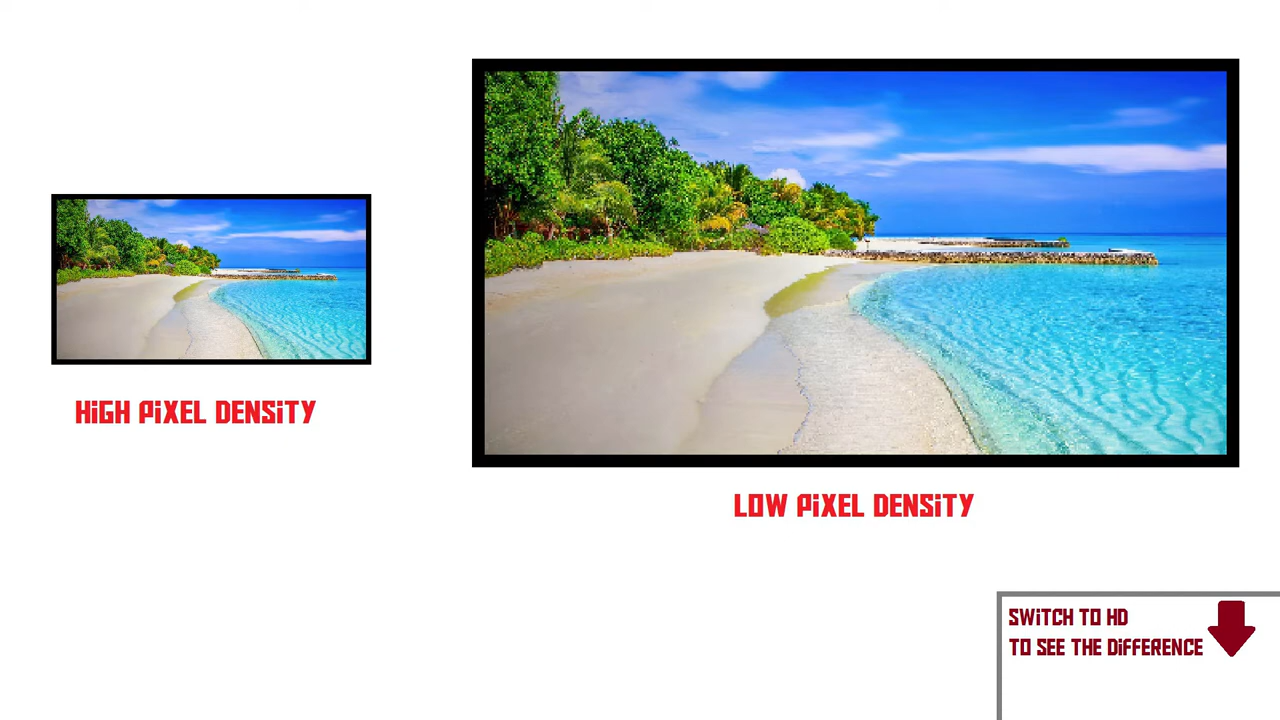 HIGH PIXEL DENSITY
LOW PIXEL DENSITY
SWITCH TO HD
TO SEE THE DIFFERENCE